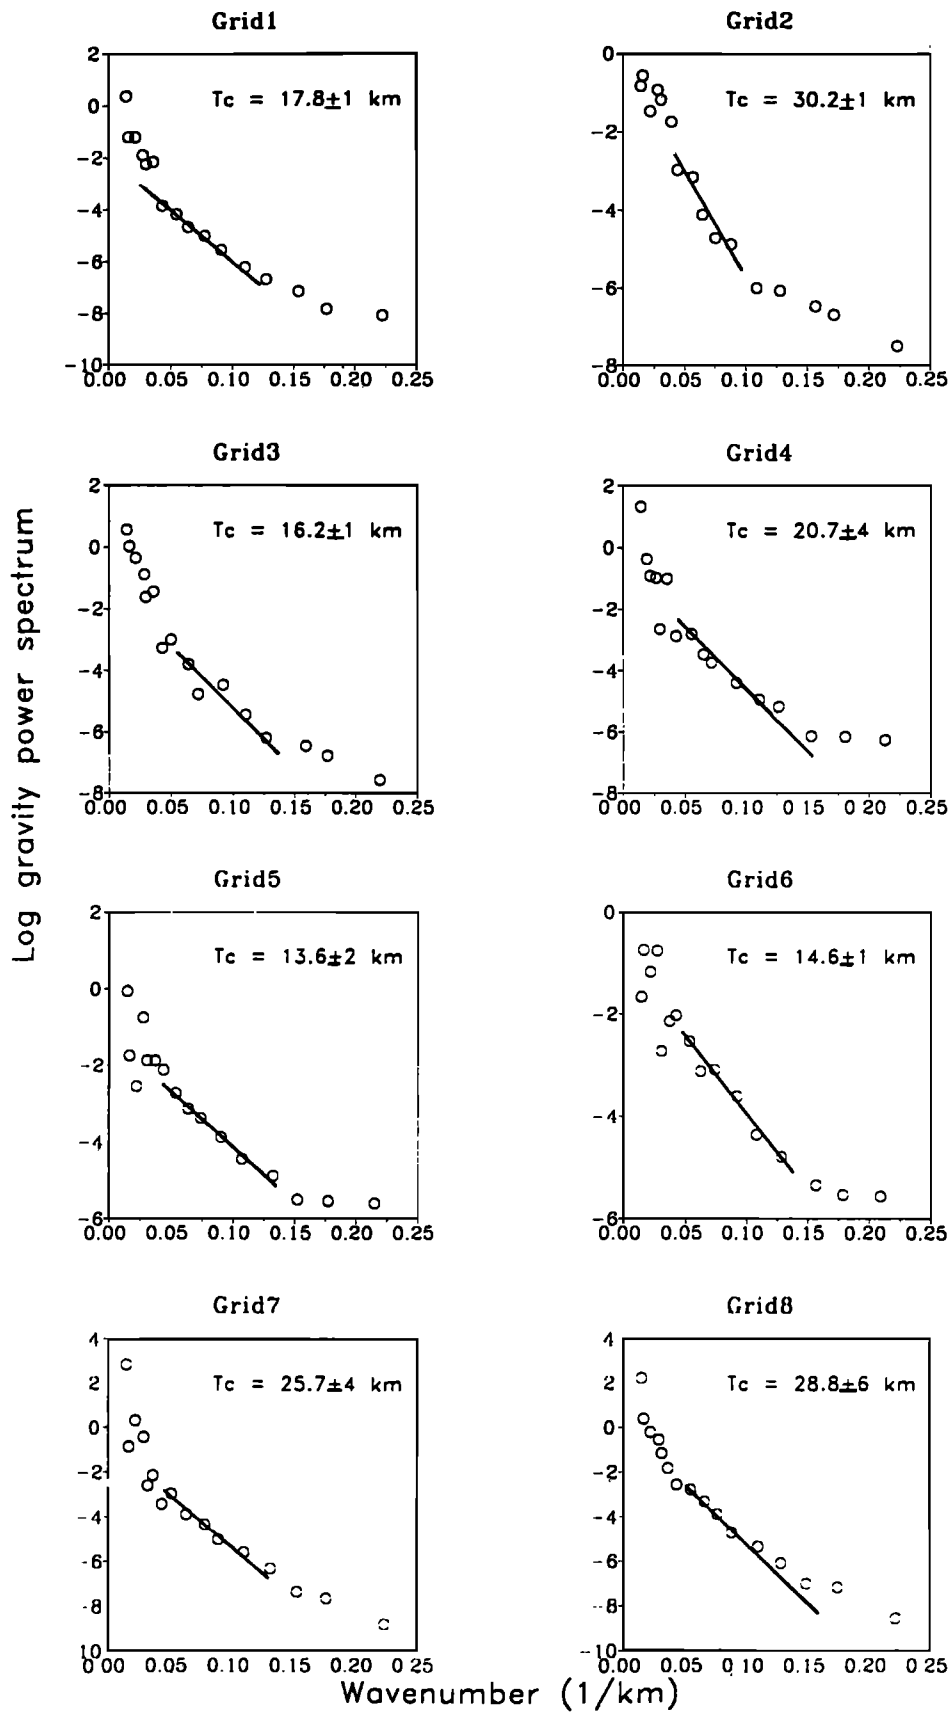 Grid1
Grid2
Tc = 17.8±1 km
Tc = 30.2±1 km
2
0
-2
-4
-6
-8
-10
0.00 0.05 0.10 0.15 0.20 0.25
0
-2
-4
-6
-8
0.00 0.05 0.10 0.15 0.20 0.25
Grid3
Grid4
Tc = 16.2±1 km
Tc = 20.7±4 km
2
0
-2
-4
-6
-8
0.00 0.05 0.10 0.15 0.20 0.25
2
0
-2
-4
-6
-8
0.00 0.05 0.10 0.15 0 20 0.25
Log gravity power spectrum
Grid5
Grid6
Tc = 13.6±2 km
Tc = 14.6±1 km
2
0
-2
-4
-6
0.00 0.05 0.10 0.15 0.20 0.25
0
-2
-4
-6
0.00 0.05 0.10 0.15 0 20 0.25
Grid7
Grid8
Tc = 25.7±4 km
Tc = 28.8±6 km
4
2
0
-2
-4
-6
-8
10
0.00 0.05 0.10 0.15 0.20 0 25
4
2
0
-2
-4
-6
-8
-10
0.00 0.05 0.10 0.15 0 20 0 25
Wavenumber (1/km)